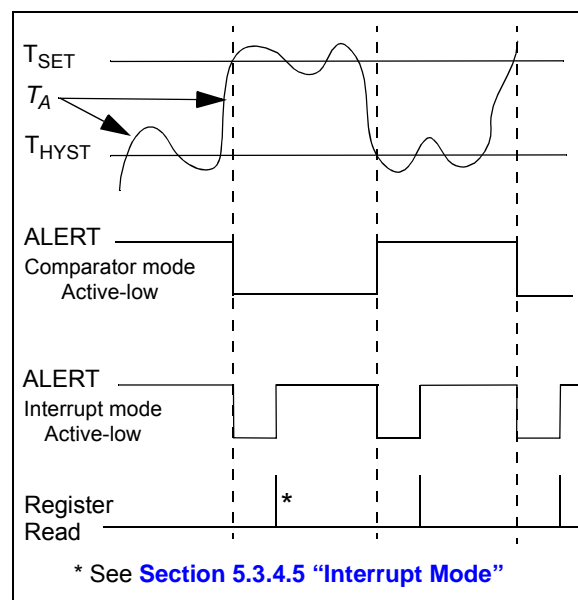 TSET
TA
THYST
ALERT
Comparator mode
Active-low
ALERT
Interrupt mode
Active-low
Register
Read
*
* See Section 5.3.4.5 “Interrupt Mode”